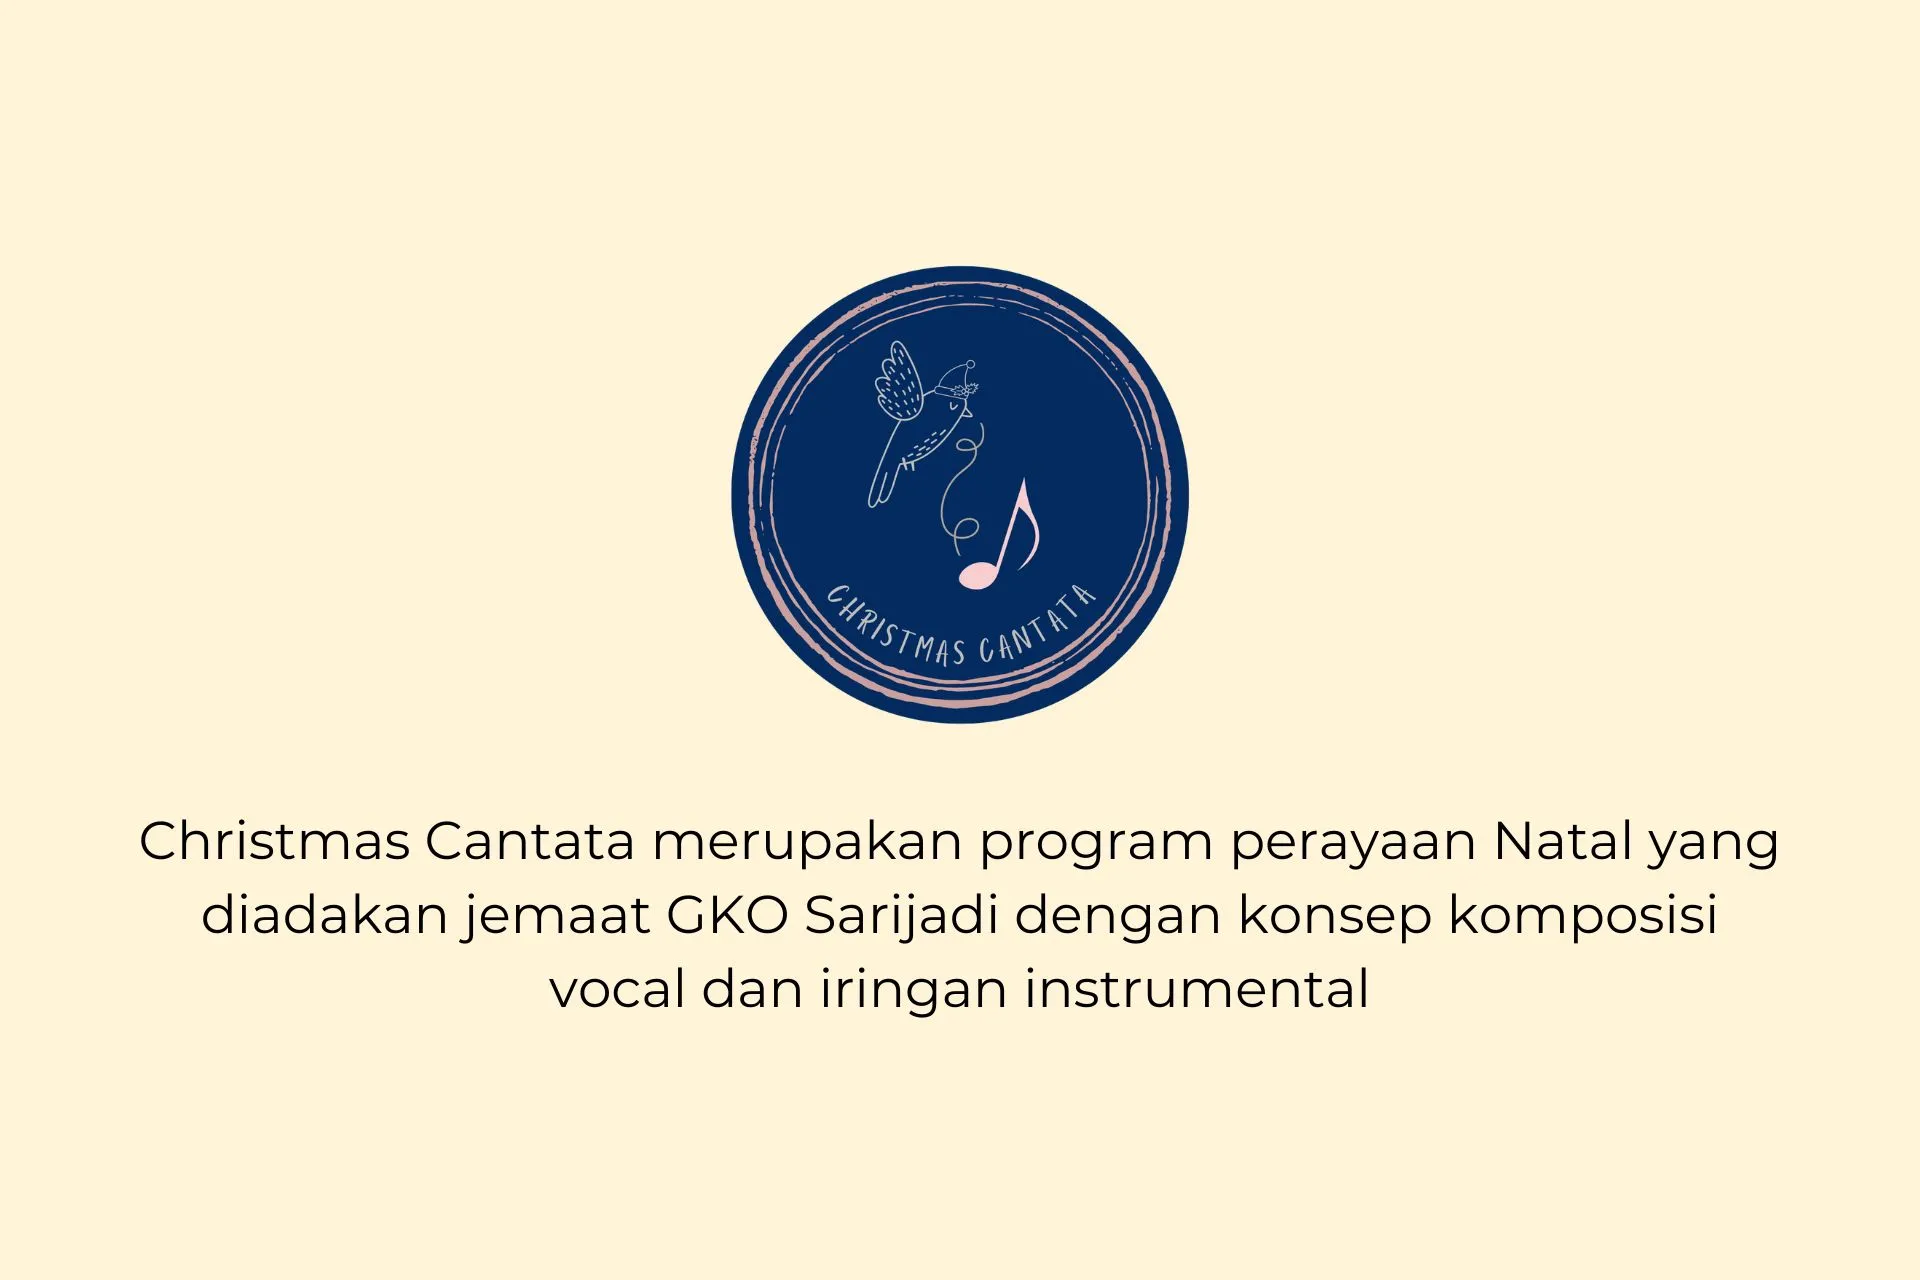 CHRISTMAS CANTATA
Christmas Cantata merupakan program perayaan Natal yang
diadakan jemaat GKO Sarijadi dengan konsep komposisi
vocal dan iringan instrumental